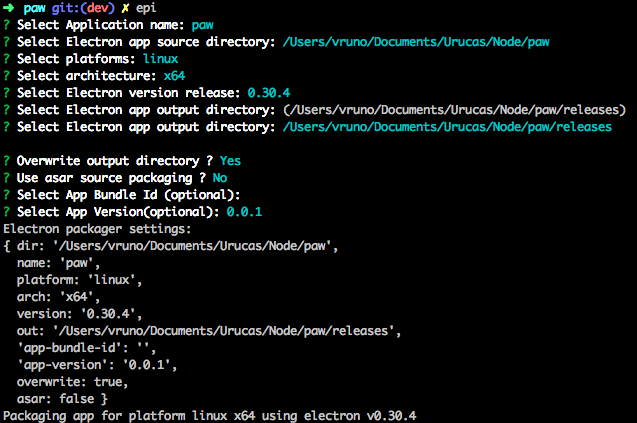 ➜ paw git:(dev) ✗ epi
? Select Application name: paw
? Select Electron app source directory: /Users/vruno/Documents/Urucas/Node/paw
? Select platforms: linux
? Select architecture: x64
? Select Electron version release: 0.30.4
? Select Electron app output directory: (/Users/vruno/Documents/Urucas/Node/paw/releases)
? Select Electron app output directory: /Users/vruno/Documents/Urucas/Node/paw/releases
? Overwrite output directory ? Yes
? Use asar source packaging ? No
? Select App Bundle Id (optional):
? Select App Version(optional): 0.0.1
Electron packager settings:
{ dir: '/Users/vruno/Documents/Urucas/Node/paw',
  name: 'paw',
  platform: 'linux',
  arch: 'x64',
  version: '0.30.4',
  out: '/Users/vruno/Documents/Urucas/Node/paw/releases',
  'app-bundle-id': '',
  'app-version': '0.0.1',
  overwrite: true,
  asar: false }
Packaging app for platform linux x64 using electron v0.30.4